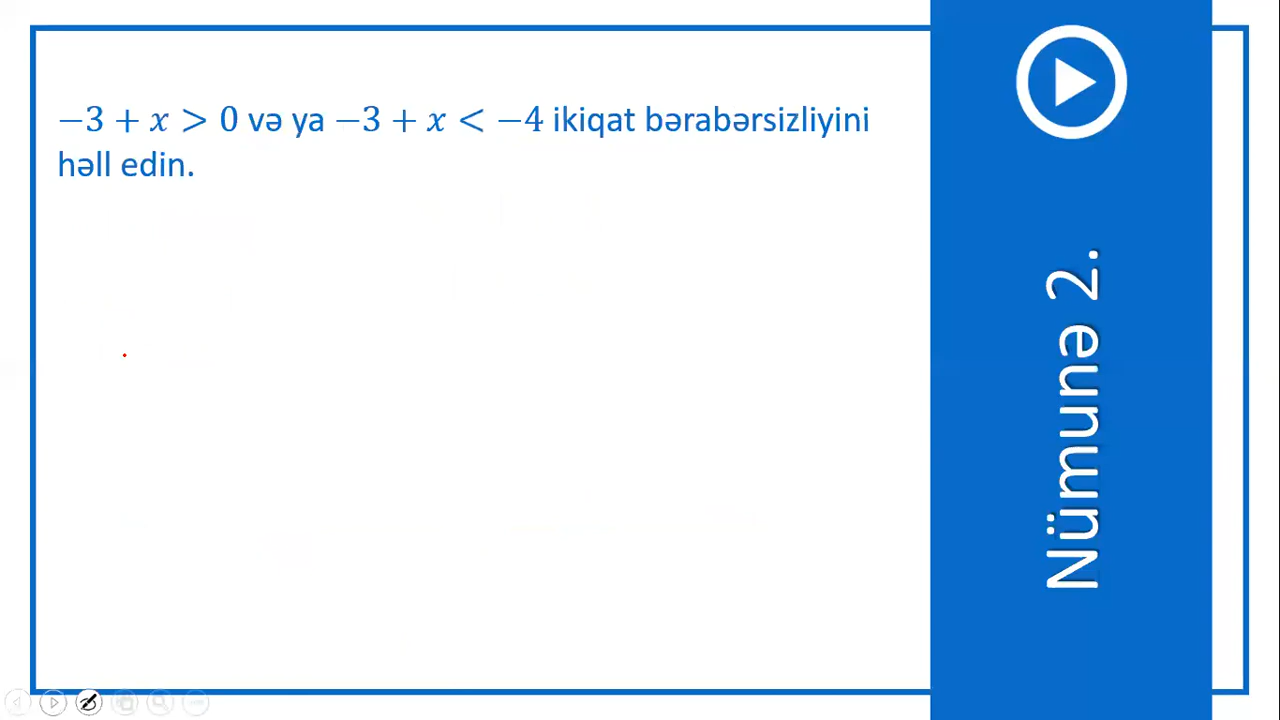 −3 + x > 0 və ya −3 + x < −4 ikiqat bərabərsizliyini
həll edin.
Nümunə 2.